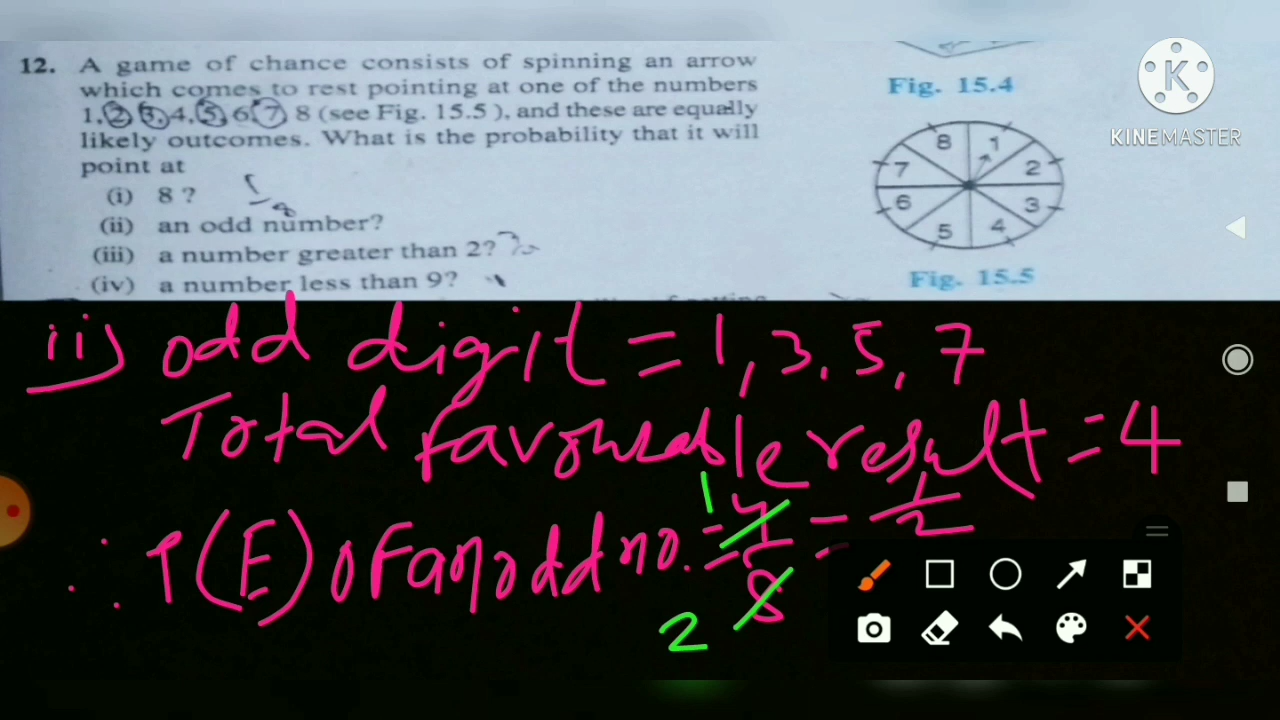 12. A game of chance consists of spinning an arrow
which comes to rest pointing at one of the numbers
1, 2, 3, 4, 5, 6, 7, 8 (see Fig. 15.5 ), and these are equally
likely outcomes. What is the probability that it will
point at
(i) 8 ?
(ii) an odd number?
(iii) a number greater than 2?
(iv) a number less than 9?
Fig. 15.4
K
KINEMASTER
8 1
7 2
6 3
5 4
Fig. 15.5
ii) odd digit = 1, 3, 5, 7
Total favourable result = 4
∴ P(E) of an odd no. = 4/8 = 1/2
1
2